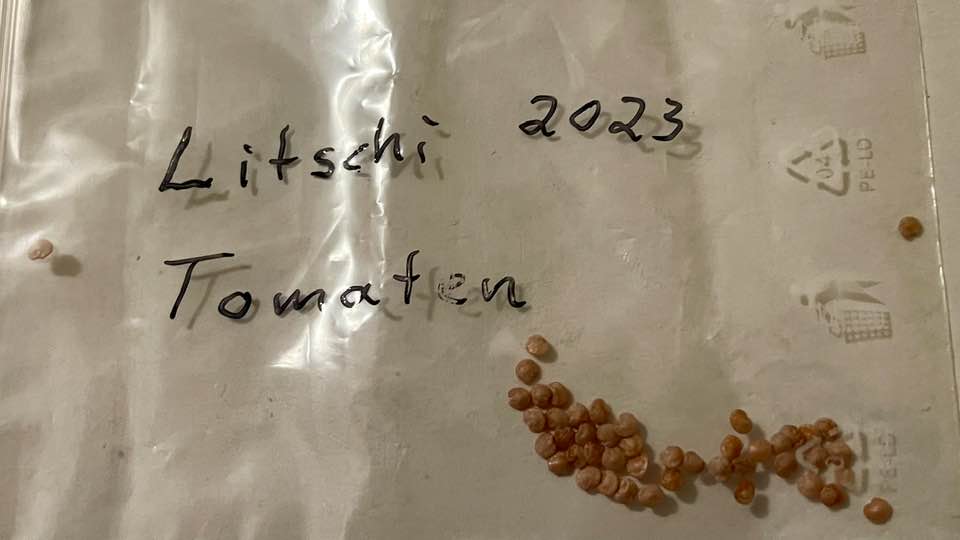 Litschi 2023
Tomaten
04
PE-LD